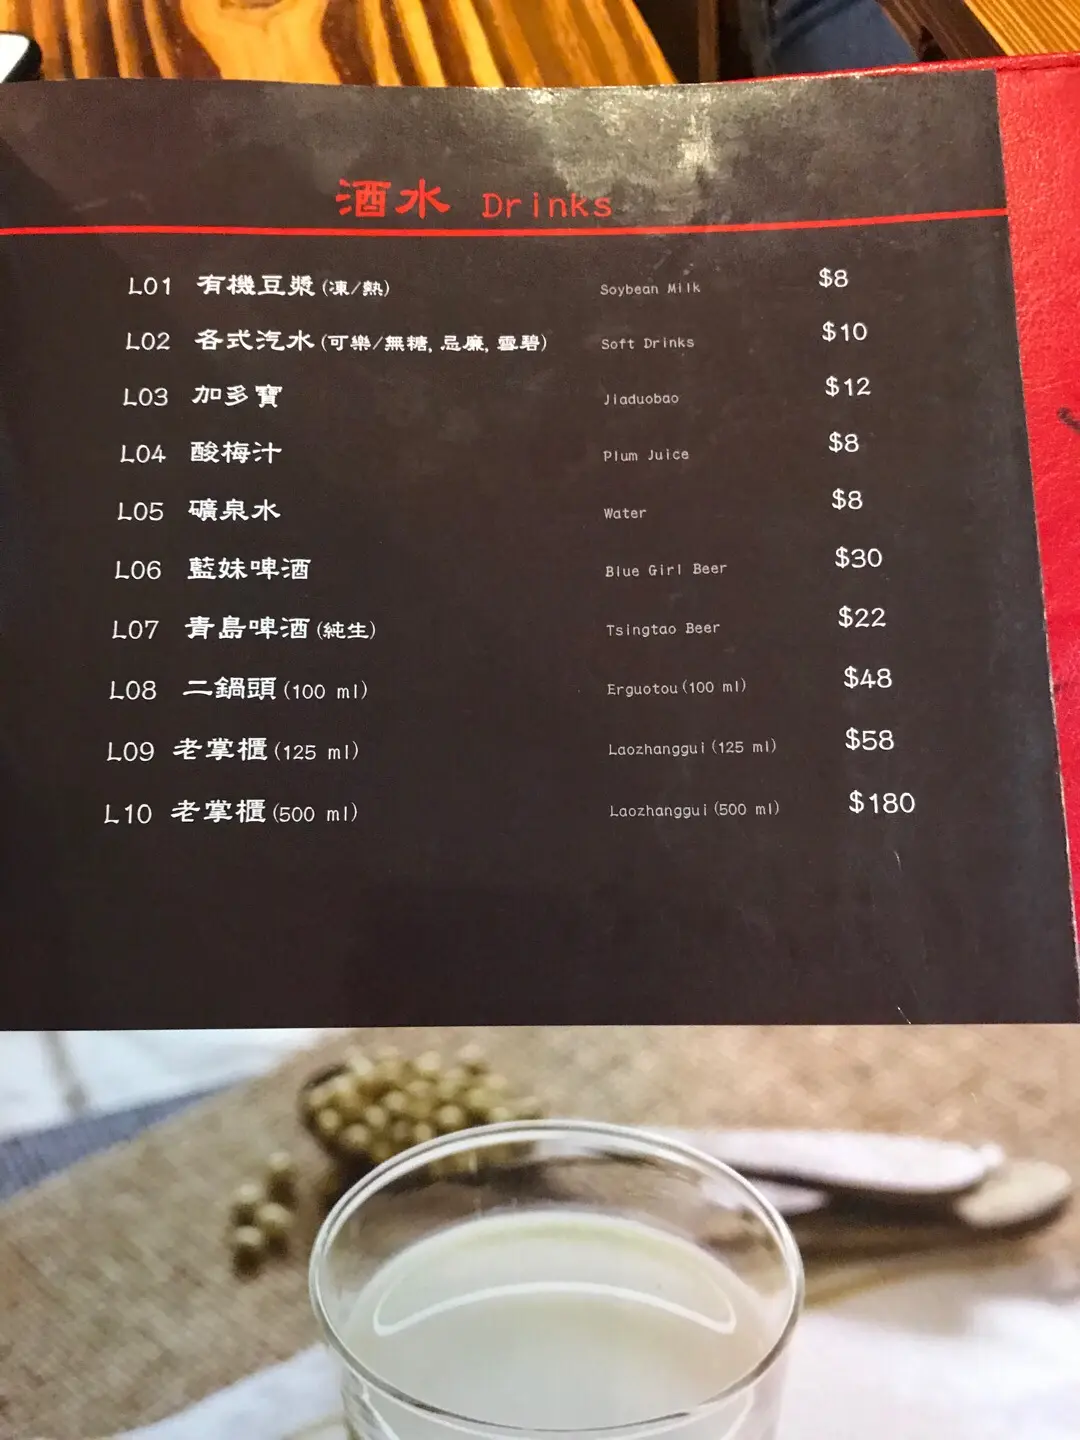 酒水 Drinks
L01 有機豆漿(凍/熱) Soybean Milk $8
L02 各式汽水(可樂/無糖, 忌廉, 雪碧) Soft Drinks $10
L03 加多寶 Jiaduobao $12
L04 酸梅汁 Plum Juice $8
L05 礦泉水 Water $8
L06 藍妹啤酒 Blue Girl Beer $30
L07 青島啤酒(純生) Tsingtao Beer $22
L08 二鍋頭(100 ml) Erguotou(100 ml) $48
L09 老掌櫃(125 ml) Laozhanggui(125 ml) $58
L10 老掌櫃(500 ml) Laozhanggui(500 ml) $180